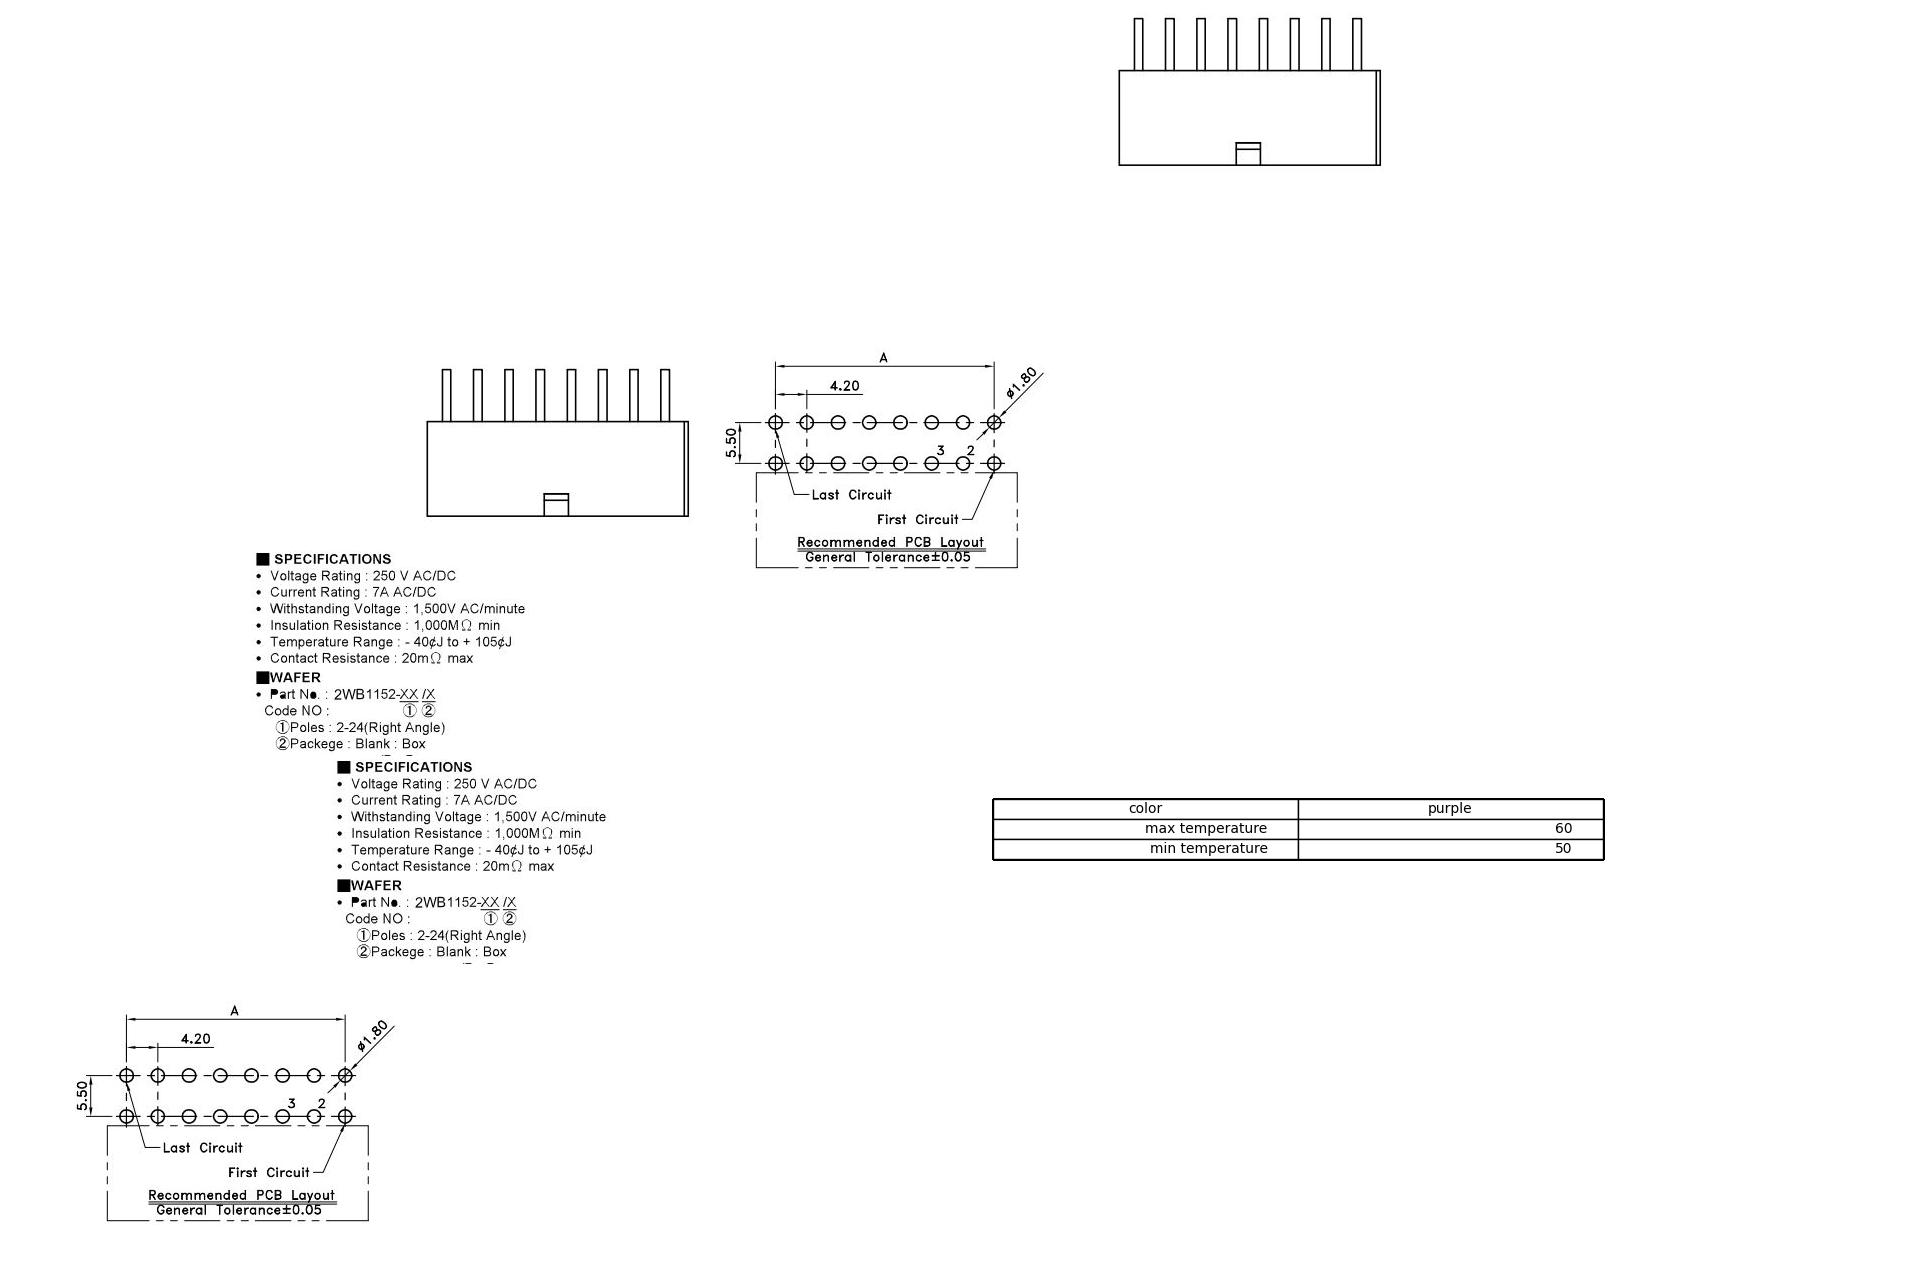 A
4.20
ø1.80
5.50
3 2
Last Circuit
First Circuit
Recommended PCB Layout
General Tolerance±0.05
■ SPECIFICATIONS
• Voltage Rating : 250 V AC/DC
• Current Rating : 7A AC/DC
• Withstanding Voltage : 1,500V AC/minute
• Insulation Resistance : 1,000MΩ min
• Temperature Range : - 40¢J to + 105¢J
• Contact Resistance : 20mΩ max
■WAFER
• Part No. : 2WB1152-XX /X
Code NO : ① ②
①Poles : 2-24(Right Angle)
②Packege : Blank : Box
■ SPECIFICATIONS
• Voltage Rating : 250 V AC/DC
• Current Rating : 7A AC/DC
• Withstanding Voltage : 1,500V AC/minute
• Insulation Resistance : 1,000MΩ min
• Temperature Range : - 40¢J to + 105¢J
• Contact Resistance : 20mΩ max
■WAFER
• Part No. : 2WB1152-XX /X
Code NO : ① ②
①Poles : 2-24(Right Angle)
②Packege : Blank : Box
color purple
max temperature 60
min temperature 50
A
4.20
ø1.80
5.50
3 2
Last Circuit
First Circuit
Recommended PCB Layout
General Tolerance±0.05